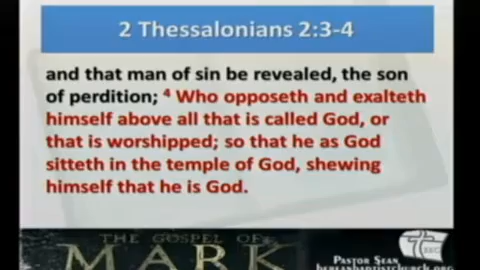 2 Thessalonians 2:3-4
and that man of sin be revealed, the son
of perdition; ⁴ Who opposeth and exalteth
himself above all that is called God, or
that is worshipped; so that he as God
sitteth in the temple of God, shewing
himself that he is God.
THE GOSPEL OF
MARK
PASTOR SEAN
bereanbaptistchurch.org